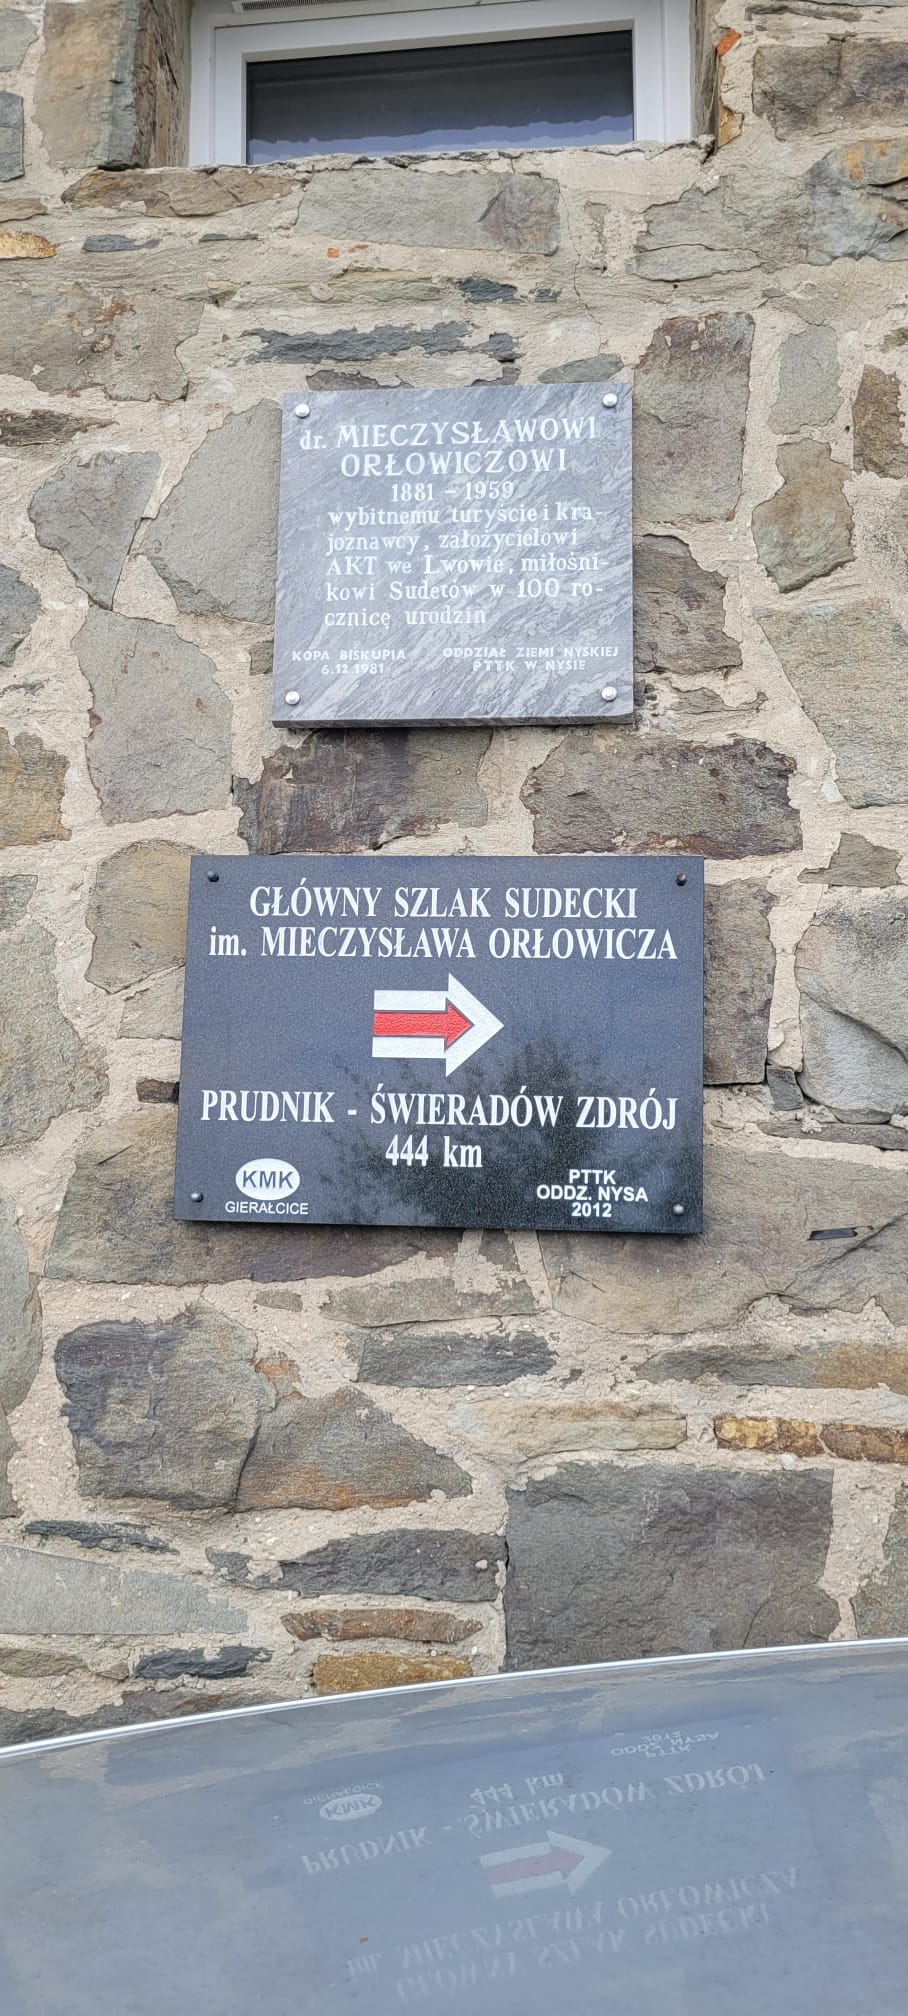 dr. MIECZYSŁAWOWI
ORŁOWICZOWI
1881 - 1959
wybitnemu turyście i kra-
joznawcy, założycielowi
AKT we Lwowie, miłośni-
kowi Sudetów w 100 ro-
cznicę urodzin
KOPA BISKUPIA
6.12.1981
ODDZIAŁ ZIEMI NYSKIEJ
PTTK W NYSIE
GŁÓWNY SZLAK SUDECKI
im. MIECZYSŁAWA ORŁOWICZA
PRUDNIK - ŚWIERADÓW ZDRÓJ
444 km
KMK
GIERAŁCICE
PTTK
ODDZ. NYSA
2012